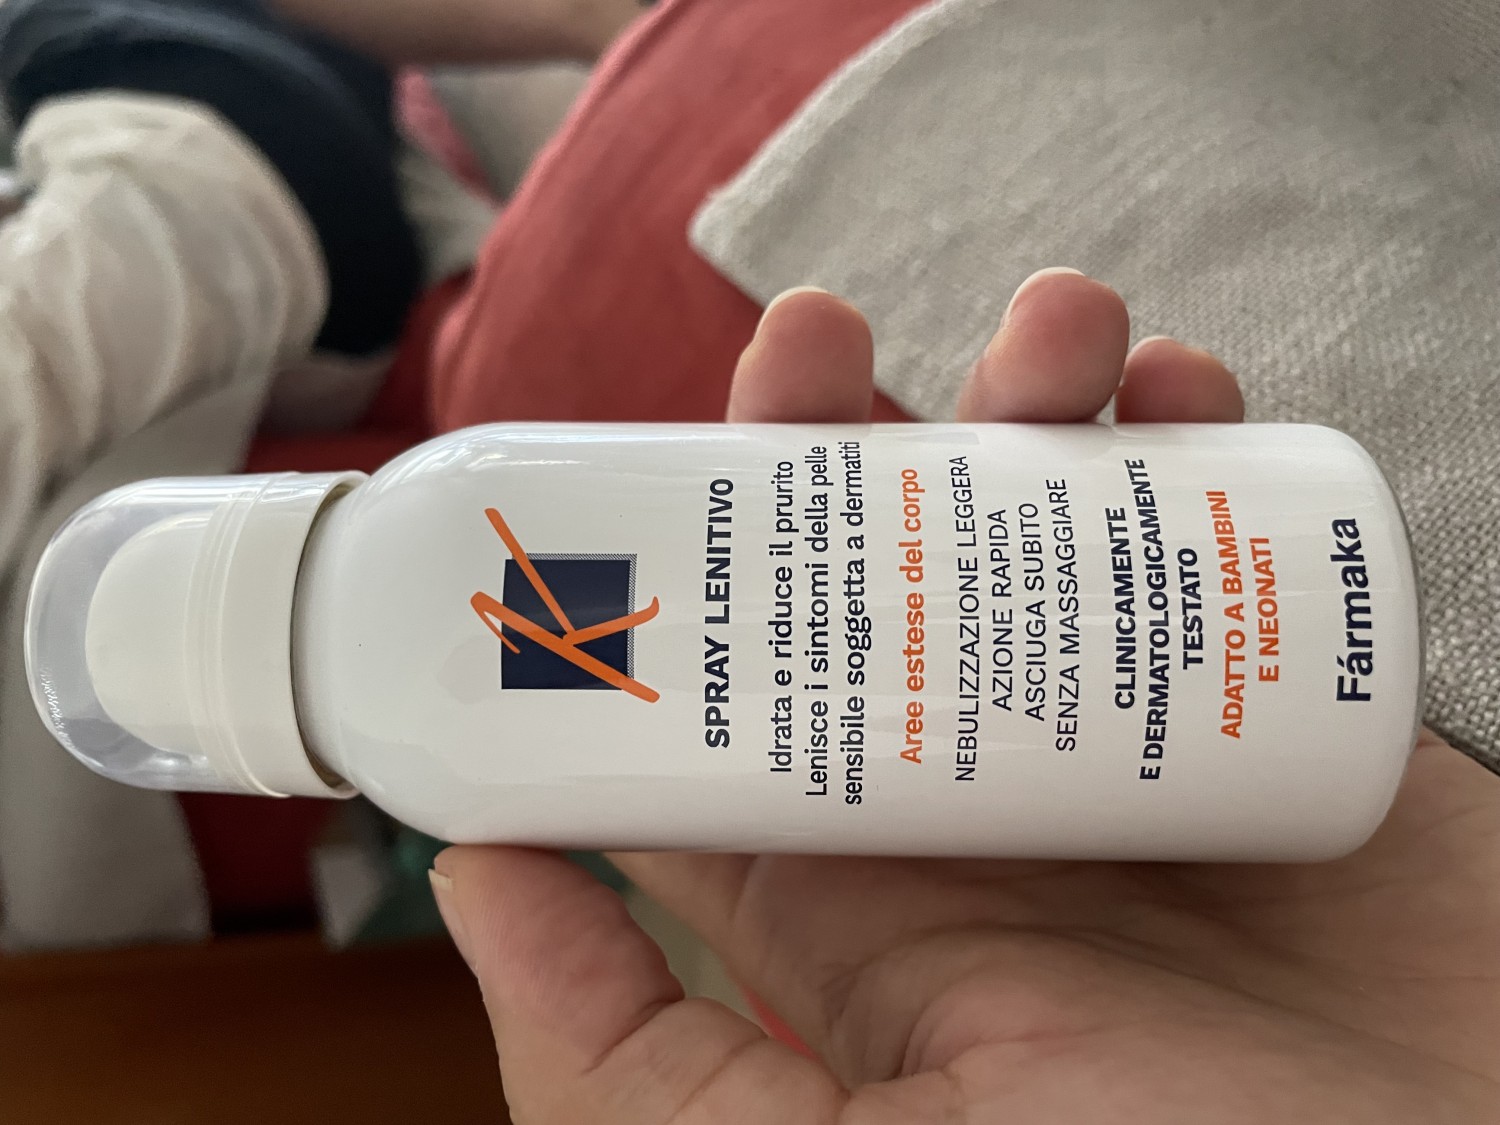 K
SPRAY LENITIVO
Idrata e riduce il prurito
Lenisce i sintomi della pelle
sensibile soggetta a dermatiti
Aree estese del corpo
NEBULIZZAZIONE LEGGERA
AZIONE RAPIDA
ASCIUGA SUBITO
SENZA MASSAGGIARE
CLINICAMENTE
E DERMATOLOGICAMENTE
TESTATO
ADATTO A BAMBINI
E NEONATI
Fármaka